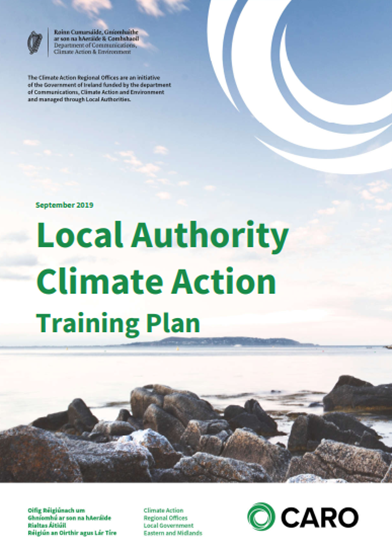 Roinn Cumarsáide, Gníomhaithe
ar son na hAeráide & Comhshaoil
Department of Communications,
Climate Action & Environment
The Climate Action Regional Offices are an initiative
of the Government of Ireland funded by the department
of Communications, Climate Action and Environment
and managed through Local Authorities.
September 2019
Local Authority
Climate Action
Training Plan
Oifig Réigiúnach um
Ghníomhú ar son na hAeráide
Rialtas Áitiúil
Réigiún an Oirthir agus Lár Tíre
Climate Action
Regional Offices
Local Government
Eastern and Midlands
CARO